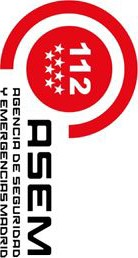 112
ASEM
AGENCIA DE SEGURIDAD
Y EMERGENCIAS MADRID